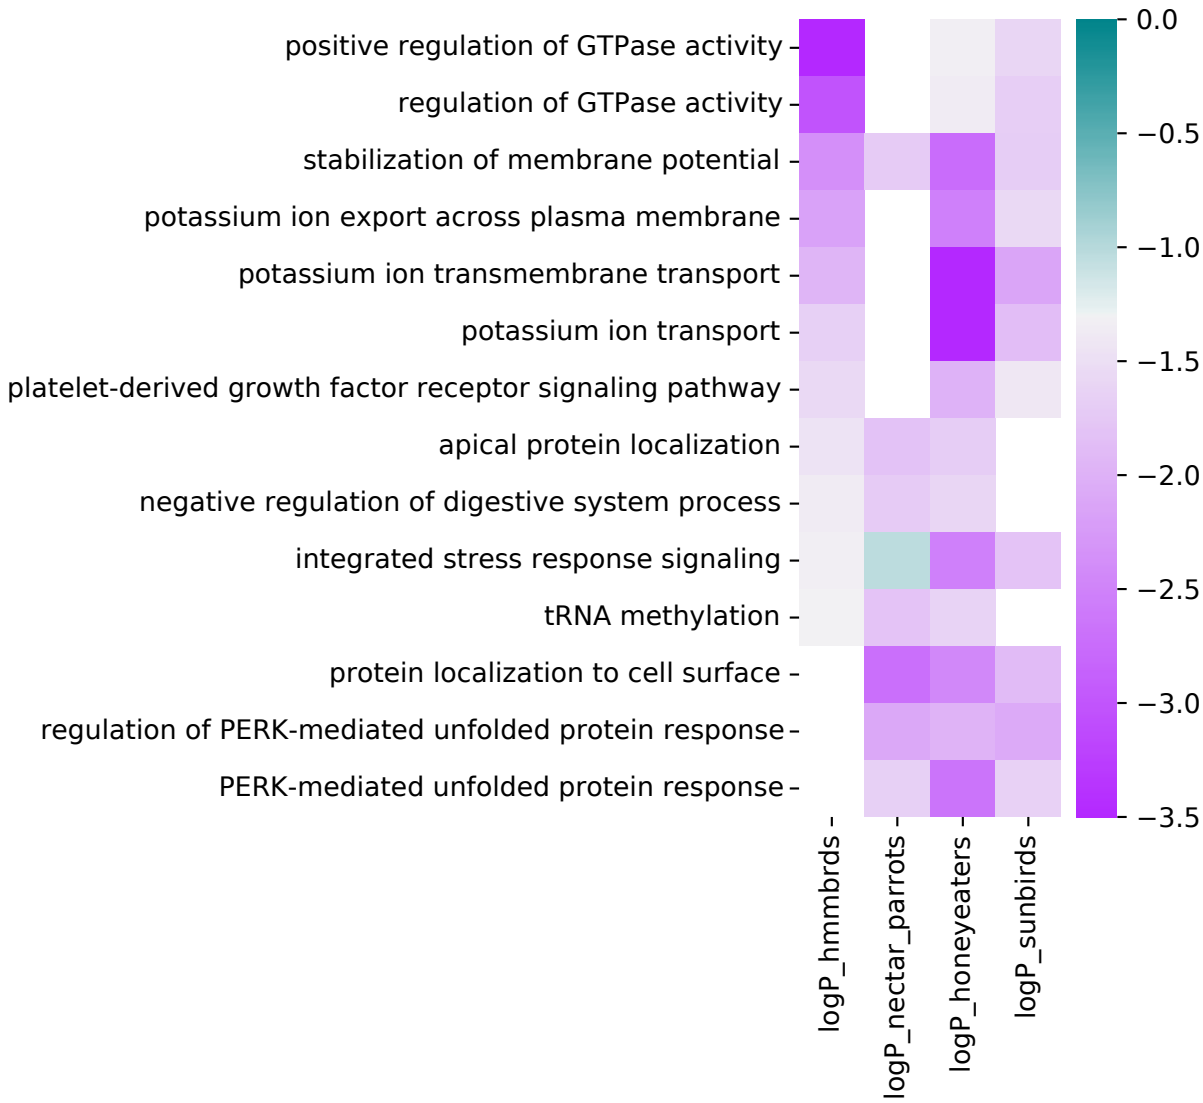 positive regulation of GTPase activity
regulation of GTPase activity
stabilization of membrane potential
potassium ion export across plasma membrane
potassium ion transmembrane transport
potassium ion transport
platelet-derived growth factor receptor signaling pathway
apical protein localization
negative regulation of digestive system process
integrated stress response signaling
tRNA methylation
protein localization to cell surface
regulation of PERK-mediated unfolded protein response
PERK-mediated unfolded protein response
logP_hmmbrds
logP_nectar_parrots
logP_honeyeaters
logP_sunbirds
0.0
−0.5
−1.0
−1.5
−2.0
−2.5
−3.0
−3.5